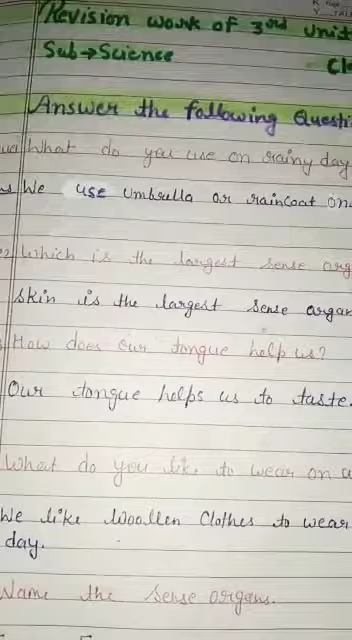 Revision work of 3rd unit
Sub→Science
Answer the following Questi
What do you use on rainy day
We use umbrella or raincoat on
Which is the largest sense org
Skin is the largest sense organ
How does our tongue help us?
Our tongue helps us to taste.
What do you like to wear on a
We like woollen clothes to wear
day.
Name the sense organs.